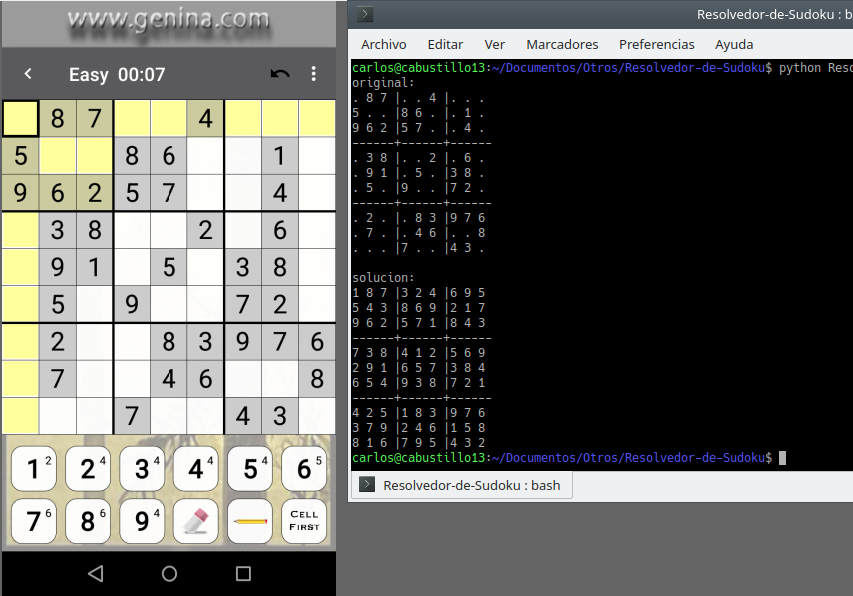 www.genina.com
Easy 00:07
8 7 4
5 8 6 1
9 6 2 5 7 4
3 8 2 6
9 1 5 3 8
5 9 7 2
2 8 3 9 7 6
7 4 6 8
7 4 3
1 2 2 4 3 4 4 4 5 4 6 5
7 6 8 6 9 4 CELL FIRST
Resolvedor-de-Sudoku : b
Archivo Editar Ver Marcadores Preferencias Ayuda
carlos@cabustillo13:~/Documentos/Otros/Resolvedor-de-Sudoku$ python Reso
original:
. 8 7 |. . 4 |. . .
5 . . |8 6 . |. 1 .
9 6 2 |5 7 . |. 4 .
------+------+------
. 3 8 |. . 2 |. 6 .
. 9 1 |. 5 . |3 8 .
. 5 . |9 . . |7 2 .
------+------+------
. 2 . |. 8 3 |9 7 6
. 7 . |. 4 6 |. . 8
. . . |7 . . |4 3 .
solucion:
1 8 7 |3 2 4 |6 9 5
5 4 3 |8 6 9 |2 1 7
9 6 2 |5 7 1 |8 4 3
------+------+------
7 3 8 |4 1 2 |5 6 9
2 9 1 |6 5 7 |3 8 4
6 5 4 |9 3 8 |7 2 1
------+------+------
4 2 5 |1 8 3 |9 7 6
3 7 9 |2 4 6 |1 5 8
8 1 6 |7 9 5 |4 3 2
carlos@cabustillo13:~/Documentos/Otros/Resolvedor-de-Sudoku$
Resolvedor-de-Sudoku : bash